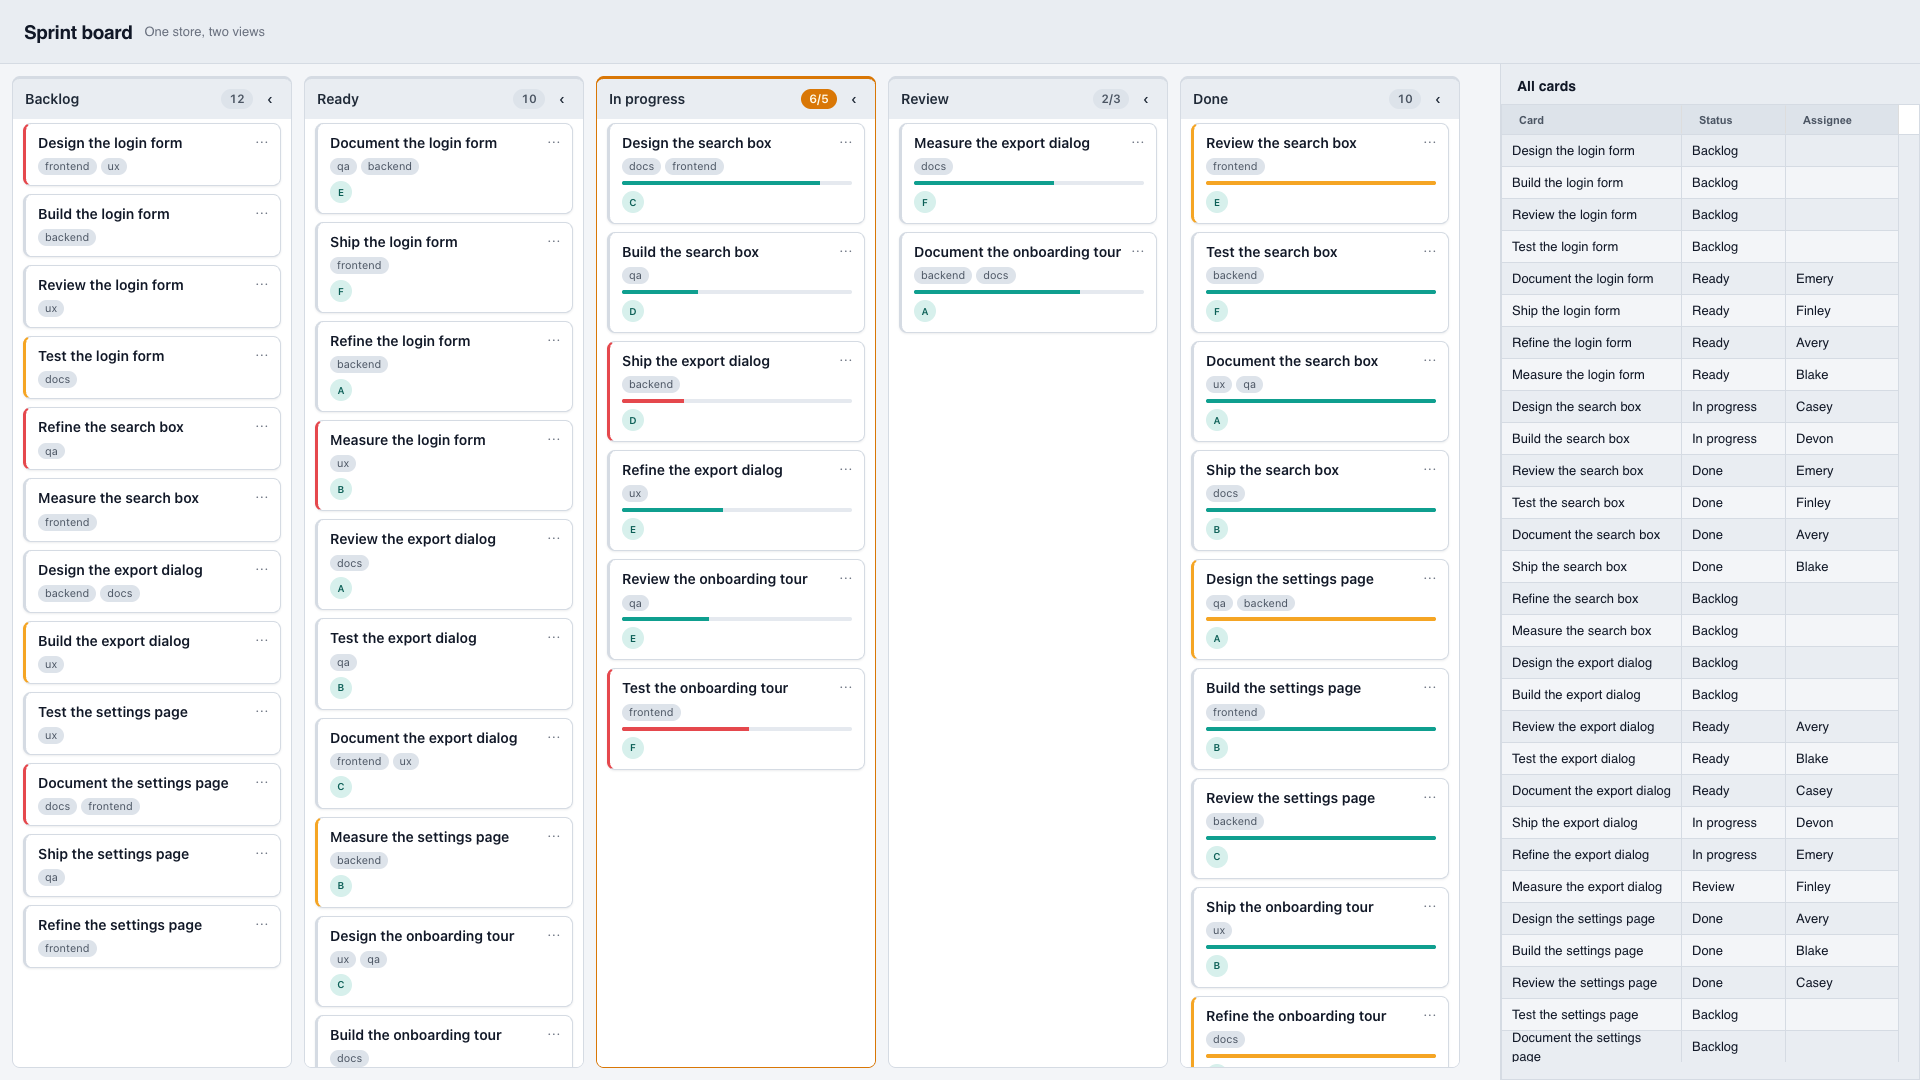 Sprint board
One store, two views
Backlog
12
‹
Design the login form
...
frontend ux
Build the login form
...
backend
Review the login form
...
ux
Test the login form
...
docs
Refine the search box
...
qa
Measure the search box
...
frontend
Design the export dialog
...
backend docs
Build the export dialog
...
ux
Test the settings page
...
ux
Document the settings page
...
docs frontend
Ship the settings page
...
qa
Refine the settings page
...
frontend
Ready
10
‹
Document the login form
...
qa backend
E
Ship the login form
...
frontend
F
Refine the login form
...
backend
A
Measure the login form
...
ux
B
Review the export dialog
...
docs
A
Test the export dialog
...
qa
B
Document the export dialog
...
frontend ux
C
Measure the settings page
...
backend
B
Design the onboarding tour
...
ux qa
C
Build the onboarding tour
...
docs
In progress
6/5
‹
Design the search box
...
docs frontend
C
Build the search box
...
qa
D
Ship the export dialog
...
backend
D
Refine the export dialog
...
ux
E
Review the onboarding tour
...
qa
E
Test the onboarding tour
...
frontend
F
Review
2/3
‹
Measure the export dialog
...
docs
F
Document the onboarding tour
...
backend docs
A
Done
10
‹
Review the search box
...
frontend
E
Test the search box
...
backend
F
Document the search box
...
ux qa
A
Ship the search box
...
docs
B
Design the settings page
...
qa backend
A
Build the settings page
...
frontend
B
Review the settings page
...
backend
C
Ship the onboarding tour
...
ux
B
Refine the onboarding tour
...
docs
All cards
Card Status Assignee
Design the login form Backlog
Build the login form Backlog
Review the login form Backlog
Test the login form Backlog
Document the login form Ready Emery
Ship the login form Ready Finley
Refine the login form Ready Avery
Measure the login form Ready Blake
Design the search box In progress Casey
Build the search box In progress Devon
Review the search box Done Emery
Test the search box Done Finley
Document the search box Done Avery
Ship the search box Done Blake
Refine the search box Backlog
Measure the search box Backlog
Design the export dialog Backlog
Build the export dialog Backlog
Review the export dialog Ready Avery
Test the export dialog Ready Blake
Document the export dialog Ready Casey
Ship the export dialog In progress Devon
Refine the export dialog In progress Emery
Measure the export dialog Review Finley
Design the settings page Done Avery
Build the settings page Done Blake
Review the settings page Done Casey
Test the settings page Backlog
Document the settings page Backlog